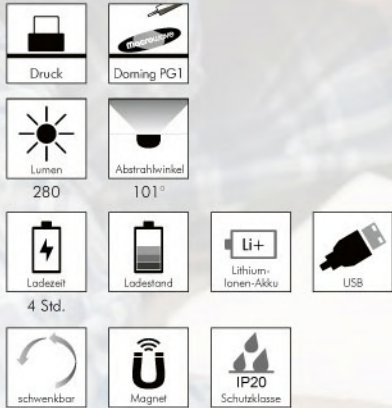 Druck
macrowave
Doming PG1
Lumen
280
Abstrahlwinkel
101°
Ladezeit
4 Std.
Ladestand
Li+
Lithium-
Ionen-Akku
USB
schwenkbar
Magnet
IP20
Schutzklasse